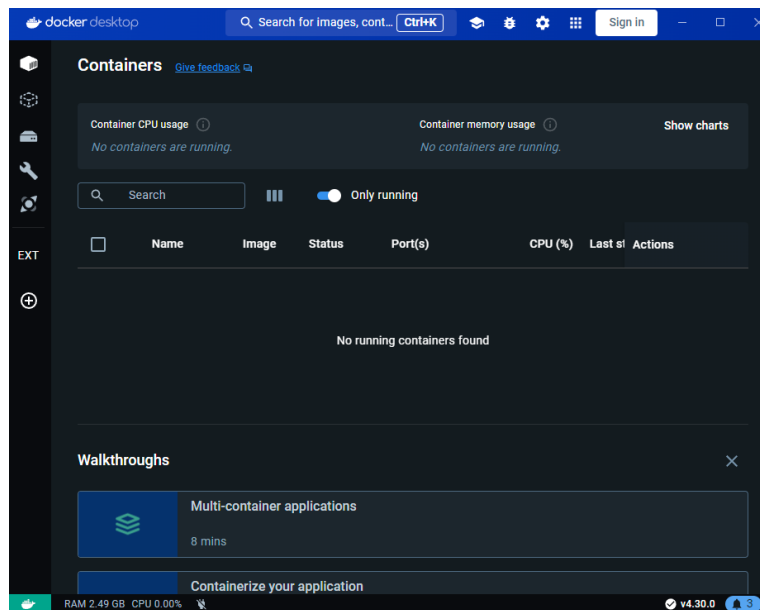 docker desktop
Search for images, cont... Ctrl+K
Sign in
Containers
Give feedback
Container CPU usage
No containers are running.
Container memory usage
No containers are running.
Show charts
Search
Only running
Name Image Status Port(s) CPU (%) Last st Actions
EXT
No running containers found
Walkthroughs
Multi-container applications
8 mins
Containerize your application
RAM 2.49 GB CPU 0.00% v4.30.0 3